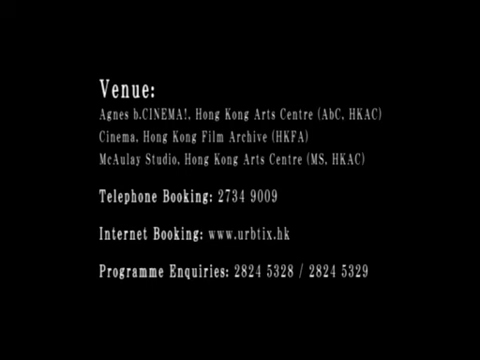 Venue:
Agnes b.CINEMA!, Hong Kong Arts Centre (AbC, HKAC)
Cinema, Hong Kong Film Archive (HKFA)
McAulay Studio, Hong Kong Arts Centre (MS, HKAC)
Telephone Booking: 2734 9009
Internet Booking: www.urbtix.hk
Programme Enquiries: 2824 5328 / 2824 5329